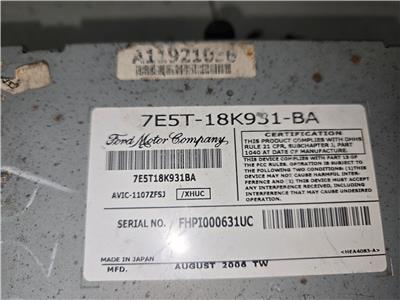 A1192
7E5T-18K931-BA
Ford Motor Company
7E5T18K931BA
AVIC-1107ZFSJ /XHUC
SERIAL NO. FHPI000631UC
MADE IN JAPAN
MFD. AUGUST 2006 TW
CERTIFICATION
THIS PRODUCT COMPLIES WITH DHHS
RULE 21 CFR, SUBCHAPTER J, PART
1040 AT DATE OF MANUFACTURE.
THIS DEVICE COMPLIES WITH PART 15 OF
THE FCC RULES. OPERATION IS SUBJECT TO
THE FOLLOWING TWO CONDITIONS:
(1)THIS DEVICE MAY NOT CAUSE
HARMFUL INTERFERENCE, AND
(2)THIS DEVICE MUST ACCEPT ANY
INTERFERENCE RECEIVED, INCLUDING
INTERFERENCE THAT MAY CAUSE
UNDESIRED OPERATION.
<HEA4083-A>